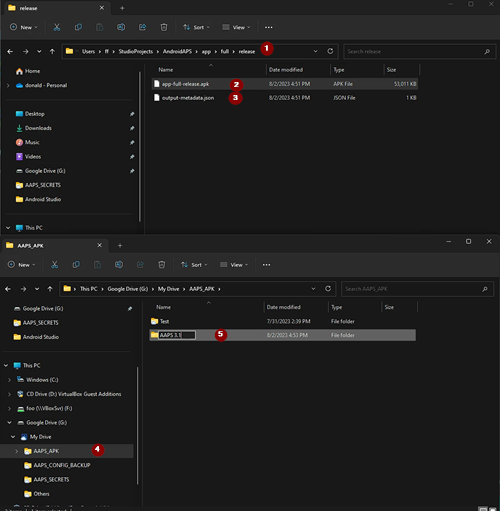 release
New
Sort
View
Users > ff > StudioProjects > AndroidAPS > app > full > release
1
Search release
Home
donald - Personal
Desktop
Downloads
Music
Videos
Google Drive (G:)
AAPS_SECRETS
Android Studio
This PC
Name Date modified Type Size
app-full-release.apk 2 8/2/2023 4:51 PM APK File 53,011 KB
output-metadata.json 3 8/2/2023 4:51 PM JSON File 1 KB
AAPS_APK
New
Sort
View
This PC > Google Drive (G:) > My Drive > AAPS_APK >
Search AAPS_APK
Google Drive (G:)
AAPS_SECRETS
Android Studio
This PC
Windows (C:)
CD Drive (D:) VirtualBox Guest Additions
foo (\\VBoxSvr) (F:)
Google Drive (G:)
My Drive
AAPS_APK 4
AAPS_CONFIG_BACKUP
AAPS_SECRETS
Others
Name Date modified Type Size
Test 7/31/2023 2:39 PM File folder
AAPS 3.1 5 8/2/2023 4:53 PM File folder